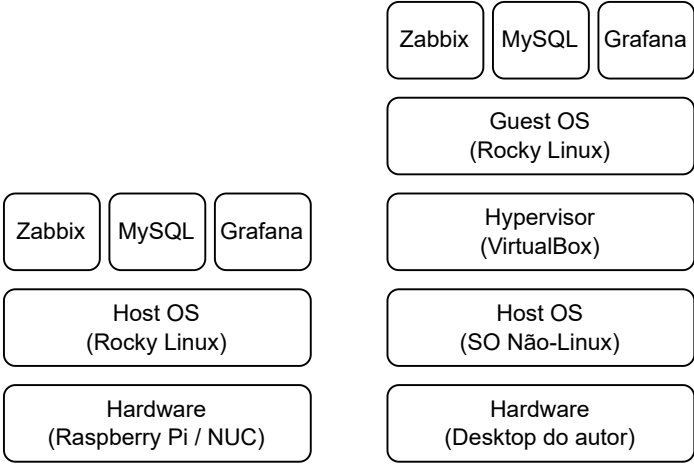 Zabbix MySQL Grafana
Guest OS
(Rocky Linux)
Zabbix MySQL Grafana
Hypervisor
(VirtualBox)
Host OS
(Rocky Linux)
Host OS
(SO Não-Linux)
Hardware
(Raspberry Pi / NUC)
Hardware
(Desktop do autor)